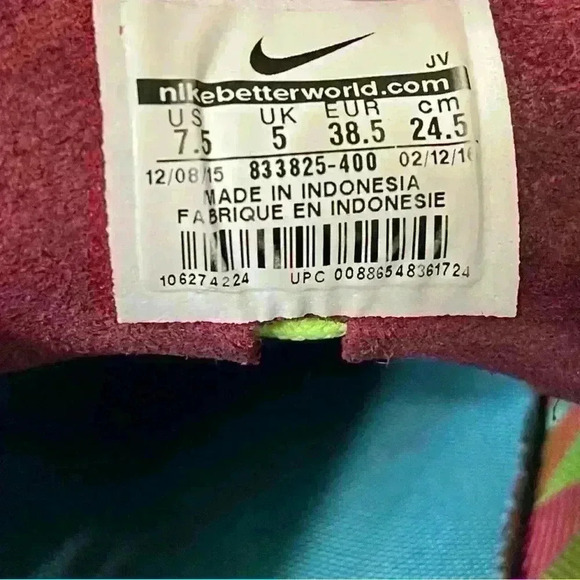 JV
nikebetterworld.com
US UK EUR cm
7.5 5 38.5 24.5
12/08/15 833825-400 02/12/16
MADE IN INDONESIA
FABRIQUE EN INDONESIE
106274224 UPC 00886548361724